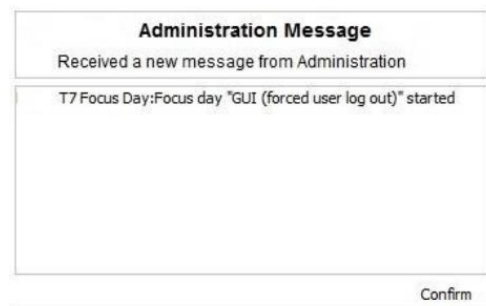 Administration Message
Received a new message from Administration
T7 Focus Day:Focus day "GUI (forced user log out)" started
Confirm